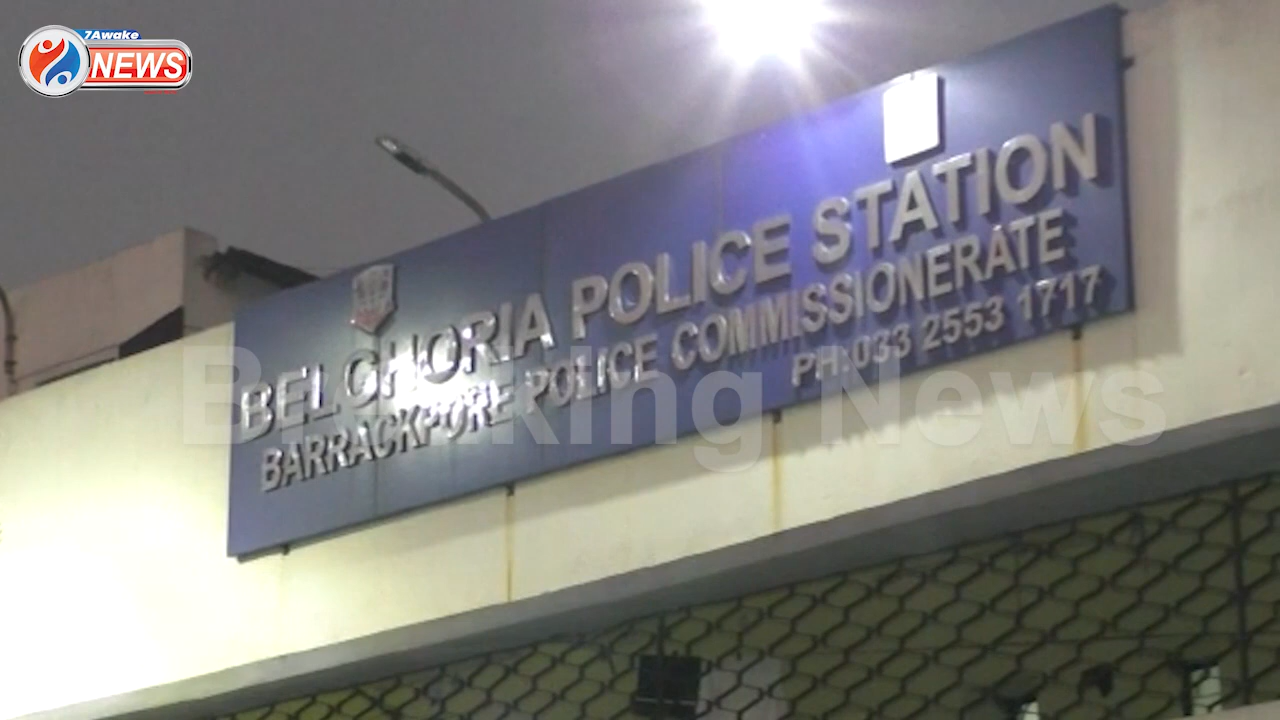 7Awake
NEWS
BELGHORIA POLICE STATION
BARRACKPORE POLICE COMMISSIONERATE
PH:033 2553 1717
Breaking News